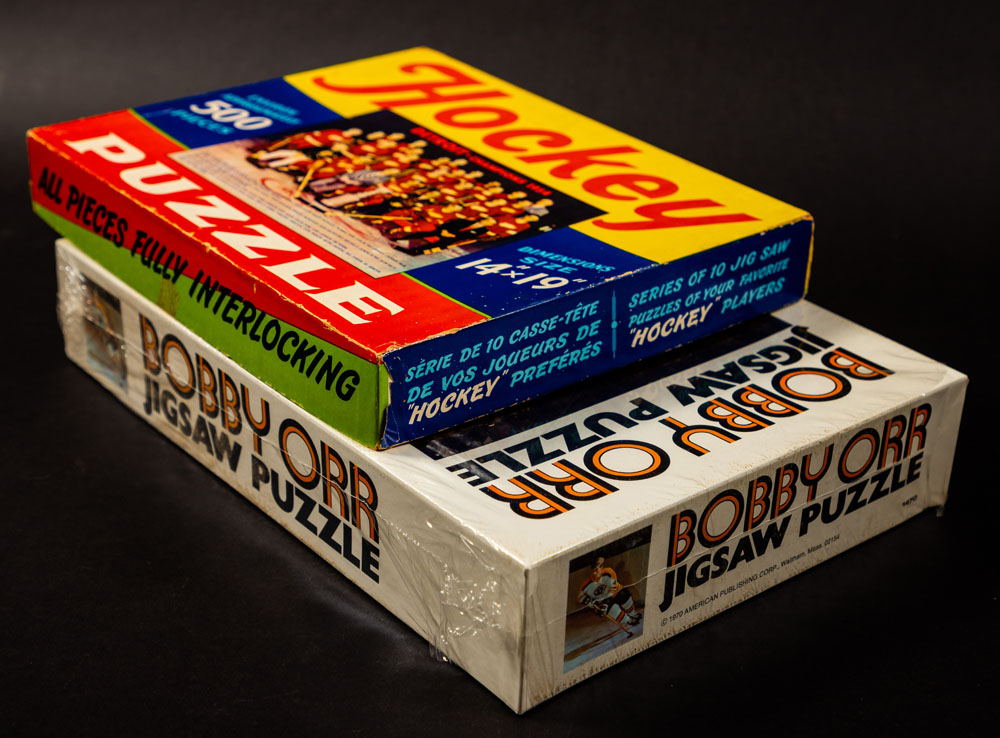 Hockey
500
PIECES
PUZZLE
DIMENSIONS
SIZE
14"x19"
ALL PIECES FULLY INTERLOCKING
SÉRIE DE 10 CASSE-TÊTE
DE VOS JOUEURS DE
"HOCKEY" PRÉFÉRÉS
SERIES OF 10 JIG SAW
PUZZLES OF YOUR FAVORITE
"HOCKEY" PLAYERS
BOBBY ORR
JIGSAW PUZZLE
BOBBY ORR
JIGSAW PUZZLE
BOBBY ORR
JIGSAW PUZZLE
© 1970 AMERICAN PUBLISHING CORP., Waltham, Mass. 02154